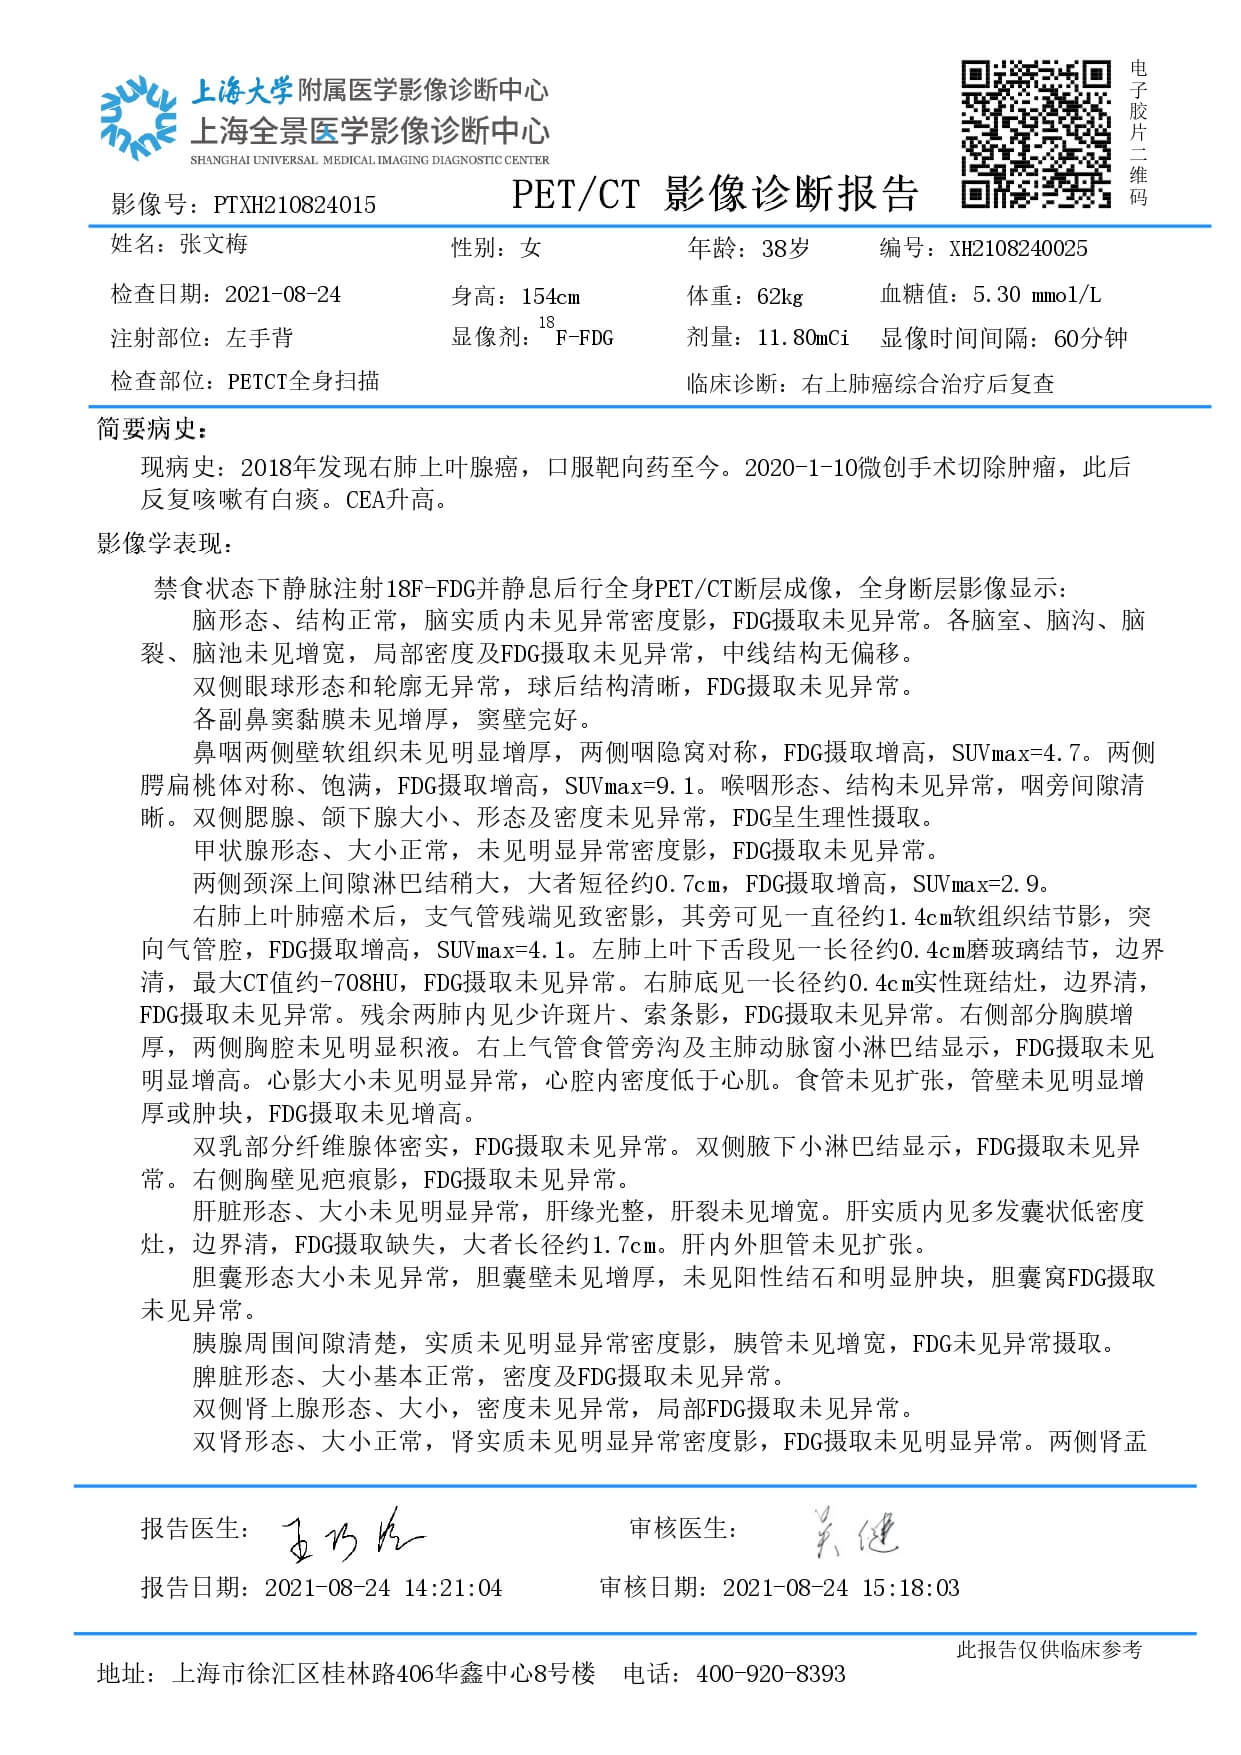 上海大学附属医学影像诊断中心
上海全景医学影像诊断中心
SHANGHAI UNIVERSAL MEDICAL IMAGING DIAGNOSTIC CENTER
电子胶片二维码
影像号：PTXH210824015
PET/CT 影像诊断报告
姓名：张文梅 性别：女 年龄：38岁 编号：XH2108240025
检查日期：2021-08-24 身高：154cm 体重：62kg 血糖值：5.30 mmol/L
注射部位：左手背 显像剂：18F-FDG 剂量：11.80mCi 显像时间间隔：60分钟
检查部位：PETCT全身扫描 临床诊断：右上肺癌综合治疗后复查
简要病史：
现病史：2018年发现右肺上叶腺癌，口服靶向药至今。2020-1-10微创手术切除肿瘤，此后
反复咳嗽有白痰。CEA升高。
影像学表现：
禁食状态下静脉注射18F-FDG并静息后行全身PET/CT断层成像，全身断层影像显示：
脑形态、结构正常，脑实质内未见异常密度影，FDG摄取未见异常。各脑室、脑沟、脑
裂、脑池未见增宽，局部密度及FDG摄取未见异常，中线结构无偏移。
双侧眼球形态和轮廓无异常，球后结构清晰，FDG摄取未见异常。
各副鼻窦黏膜未见增厚，窦壁完好。
鼻咽两侧壁软组织未见明显增厚，两侧咽隐窝对称，FDG摄取增高，SUVmax=4.7。两侧
腭扁桃体对称、饱满，FDG摄取增高，SUVmax=9.1。喉咽形态、结构未见异常，咽旁间隙清
晰。双侧腮腺、颌下腺大小、形态及密度未见异常，FDG呈生理性摄取。
甲状腺形态、大小正常，未见明显异常密度影，FDG摄取未见异常。
两侧颈深上间隙淋巴结稍大，大者短径约0.7cm，FDG摄取增高，SUVmax=2.9。
右肺上叶肺癌术后，支气管残端见致密影，其旁可见一直径约1.4cm软组织结节影，突
向气管腔，FDG摄取增高，SUVmax=4.1。左肺上叶下舌段见一长径约0.4cm磨玻璃结节，边界
清，最大CT值约-708HU，FDG摄取未见异常。右肺底见一长径约0.4cm实性斑结灶，边界清，
FDG摄取未见异常。残余两肺内见少许斑片、索条影，FDG摄取未见异常。右侧部分胸膜增
厚，两侧胸腔未见明显积液。右上气管食管旁沟及主肺动脉窗小淋巴结显示，FDG摄取未见
明显增高。心影大小未见明显异常，心腔内密度低于心肌。食管未见扩张，管壁未见明显增
厚或肿块，FDG摄取未见增高。
双乳部分纤维腺体密实，FDG摄取未见异常。双侧腋下小淋巴结显示，FDG摄取未见异
常。右侧胸壁见疤痕影，FDG摄取未见异常。
肝脏形态、大小未见明显异常，肝缘光整，肝裂未见增宽。肝实质内见多发囊状低密度
灶，边界清，FDG摄取缺失，大者长径约1.7cm。肝内外胆管未见扩张。
胆囊形态大小未见异常，胆囊壁未见增厚，未见阳性结石和明显肿块，胆囊窝FDG摄取
未见异常。
胰腺周围间隙清楚，实质未见明显异常密度影，胰管未见增宽，FDG未见异常摄取。
脾脏形态、大小基本正常，密度及FDG摄取未见异常。
双侧肾上腺形态、大小，密度未见异常，局部FDG摄取未见异常。
双肾形态、大小正常，肾实质未见明显异常密度影，FDG摄取未见明显异常。两侧肾盂
报告医生： 审核医生：吴健
报告日期：2021-08-24 14:21:04 审核日期：2021-08-24 15:18:03
此报告仅供临床参考
地址：上海市徐汇区桂林路406华鑫中心8号楼 电话：400-920-8393